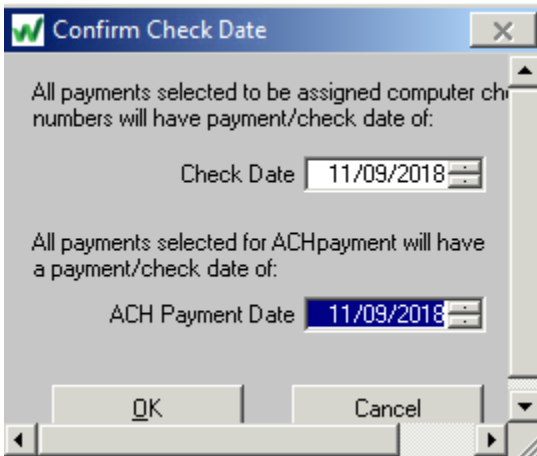 Confirm Check Date
All payments selected to be assigned computer
numbers will have payment/check date of:
Check Date 11/09/2018
All payments selected for ACHpayment will have
a payment/check date of:
ACH Payment Date 11/09/2018
OK Cancel